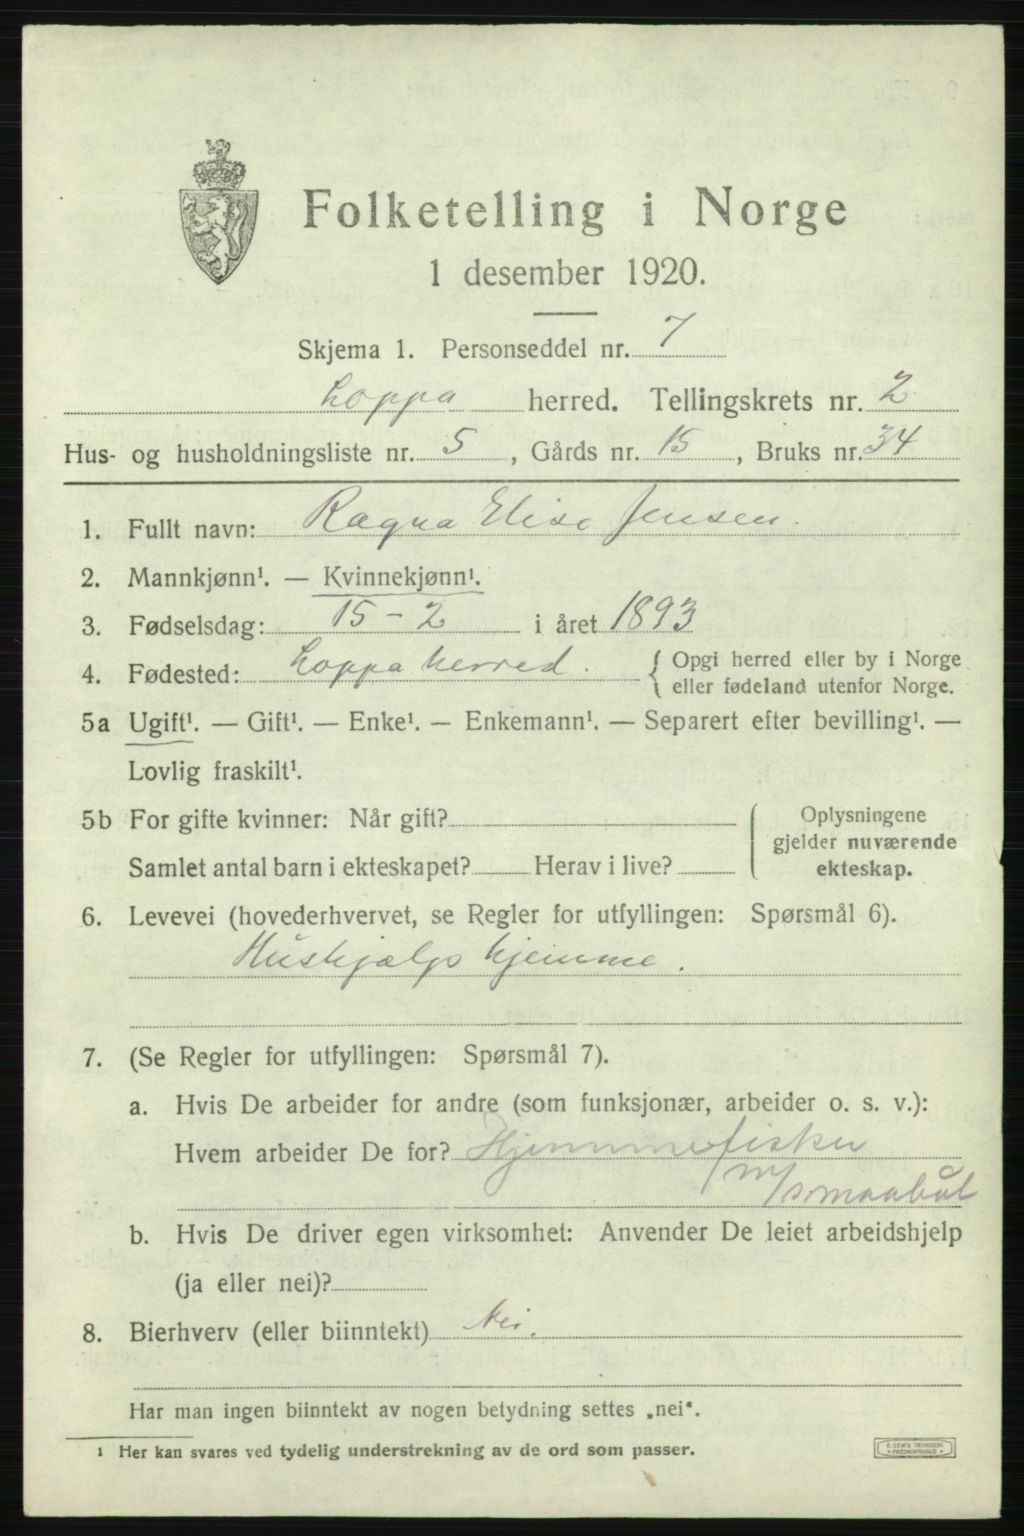 Folketelling i Norge
1 desember 1920.
Skjema 1. Personseddel nr. 7
Loppa herred. Tellingskrets nr. 2
Hus- og husholdningsliste nr. 5, Gårds nr. 15, Bruks nr. 34
1. Fullt navn: Ragna Elise Jensen.
2. Mannkjønn¹. — Kvinnekjønn¹.
3. Fødselsdag: 15-2 i året 1893
4. Fødested: Loppa herred. { Opgi herred eller by i Norge
eller fødeland utenfor Norge.
5a Ugift¹. — Gift¹. — Enke¹. — Enkemann¹. — Separert efter bevilling¹. —
Lovlig fraskilt¹.
5b For gifte kvinner: Når gift?
Samlet antal barn i ekteskapet? Herav i live?
Oplysningene
gjelder nuværende
ekteskap.
6. Levevei (hovederhvervet, se Regler for utfyllingen: Spørsmål 6).
Hushjælp hjemme.
7. (Se Regler for utfyllingen: Spørsmål 7).
a. Hvis De arbeider for andre (som funksjonær, arbeider o. s. v.):
Hvem arbeider De for? Hjemmefisker
m/smaabåt
b. Hvis De driver egen virksomhet: Anvender De leiet arbeidshjelp
(ja eller nei)?
8. Bierhverv (eller biinntekt) Nei.
Har man ingen biinntekt av nogen betydning settes „nei“.
¹ Her kan svares ved tydelig understrekning av de ord som passer.